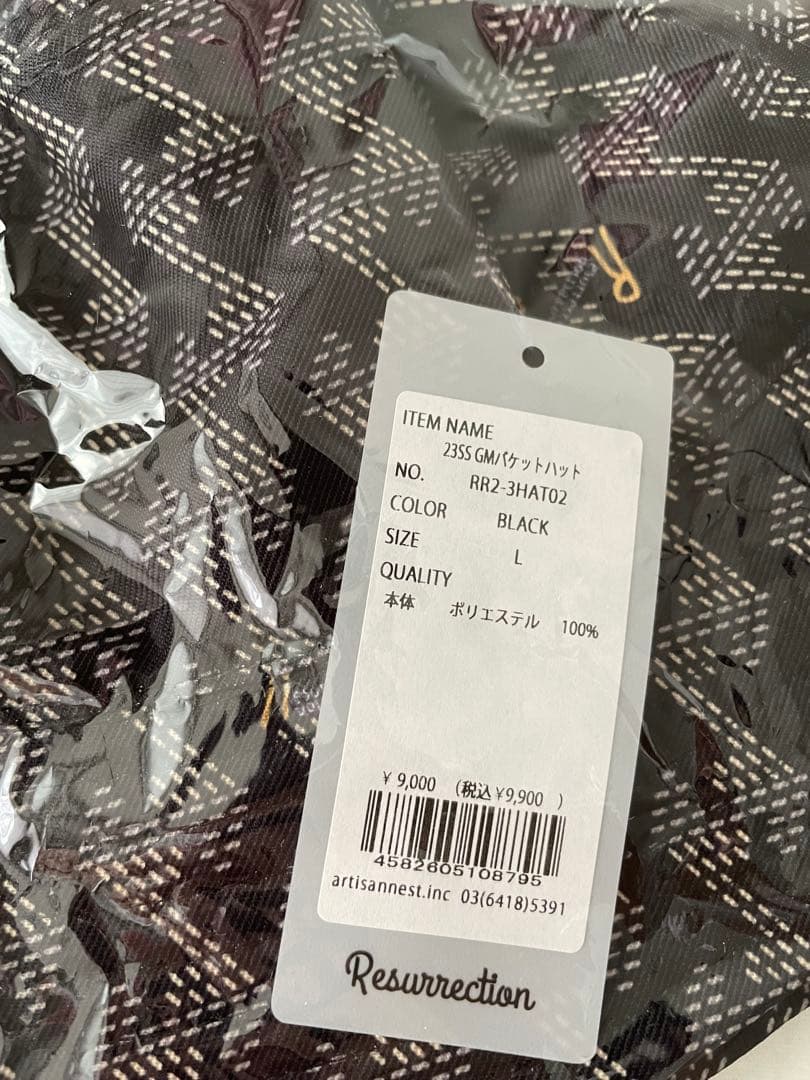 ITEM NAME
23SS GMバケットハット
NO. RR2-3HAT02
COLOR BLACK
SIZE L
QUALITY
本体 ポリエステル 100%
¥ 9,000 (税込 ¥9,900 )
4582605108795
artisannest.inc 03(6418)5391
Resurrection